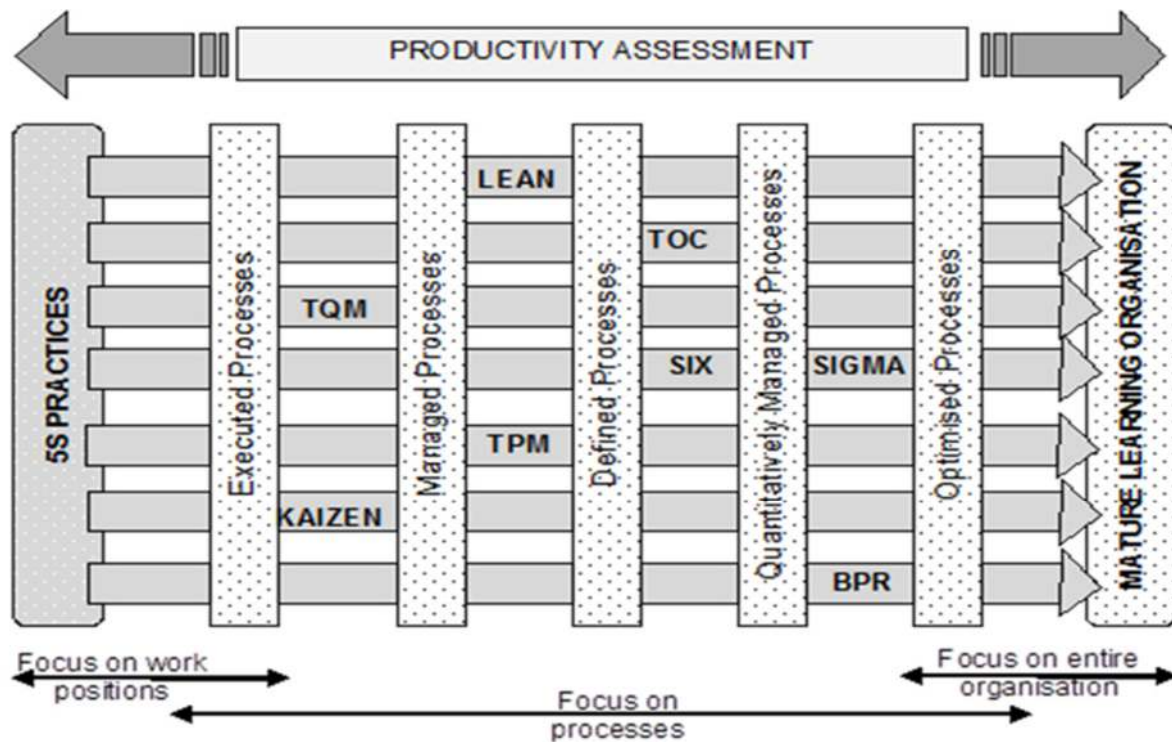 PRODUCTIVITY ASSESSMENT
5S PRACTICES
Executed Processes
Managed Processes
Defined Processes
Quantitatively Managed Processes
Optimised Processes
MATURE LEARNING ORGANISATION
LEAN
TOC
TQM
SIX SIGMA
TPM
KAIZEN
BPR
Focus on work
positions
Focus on
processes
Focus on entire
organisation